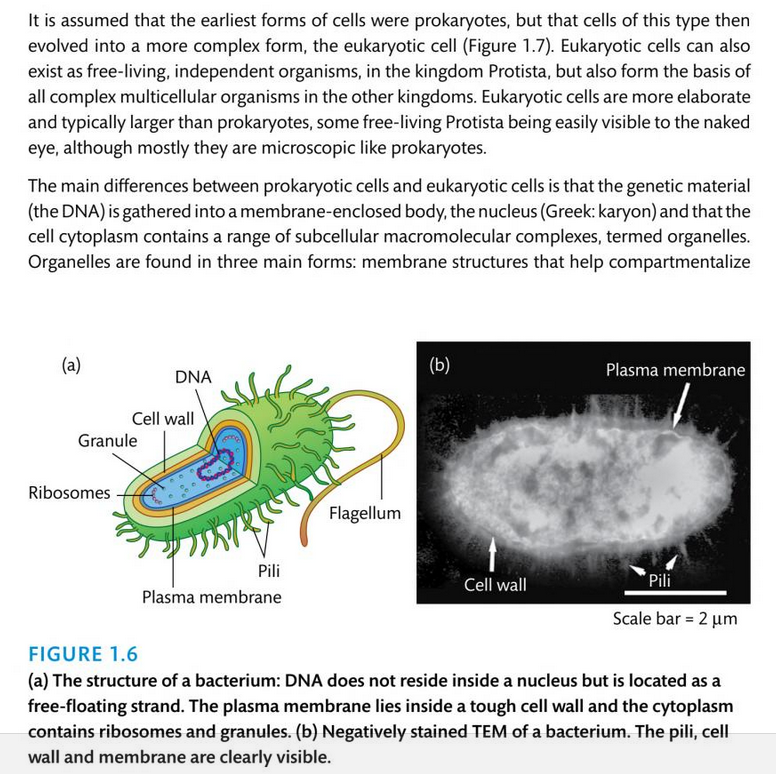 It is assumed that the earliest forms of cells were prokaryotes, but that cells of this type then
evolved into a more complex form, the eukaryotic cell (Figure 1.7). Eukaryotic cells can also
exist as free-living, independent organisms, in the kingdom Protista, but also form the basis of
all complex multicellular organisms in the other kingdoms. Eukaryotic cells are more elaborate
and typically larger than prokaryotes, some free-living Protista being easily visible to the naked
eye, although mostly they are microscopic like prokaryotes.
The main differences between prokaryotic cells and eukaryotic cells is that the genetic material
(the DNA) is gathered into a membrane-enclosed body, the nucleus (Greek: karyon) and that the
cell cytoplasm contains a range of subcellular macromolecular complexes, termed organelles.
Organelles are found in three main forms: membrane structures that help compartmentalize
(a)
DNA
Cell wall
Granule
Ribosomes
Flagellum
Pili
Plasma membrane
(b)
Plasma membrane
Cell wall
Pili
Scale bar = 2 μm
FIGURE 1.6
(a) The structure of a bacterium: DNA does not reside inside a nucleus but is located as a
free-floating strand. The plasma membrane lies inside a tough cell wall and the cytoplasm
contains ribosomes and granules. (b) Negatively stained TEM of a bacterium. The pili, cell
wall and membrane are clearly visible.